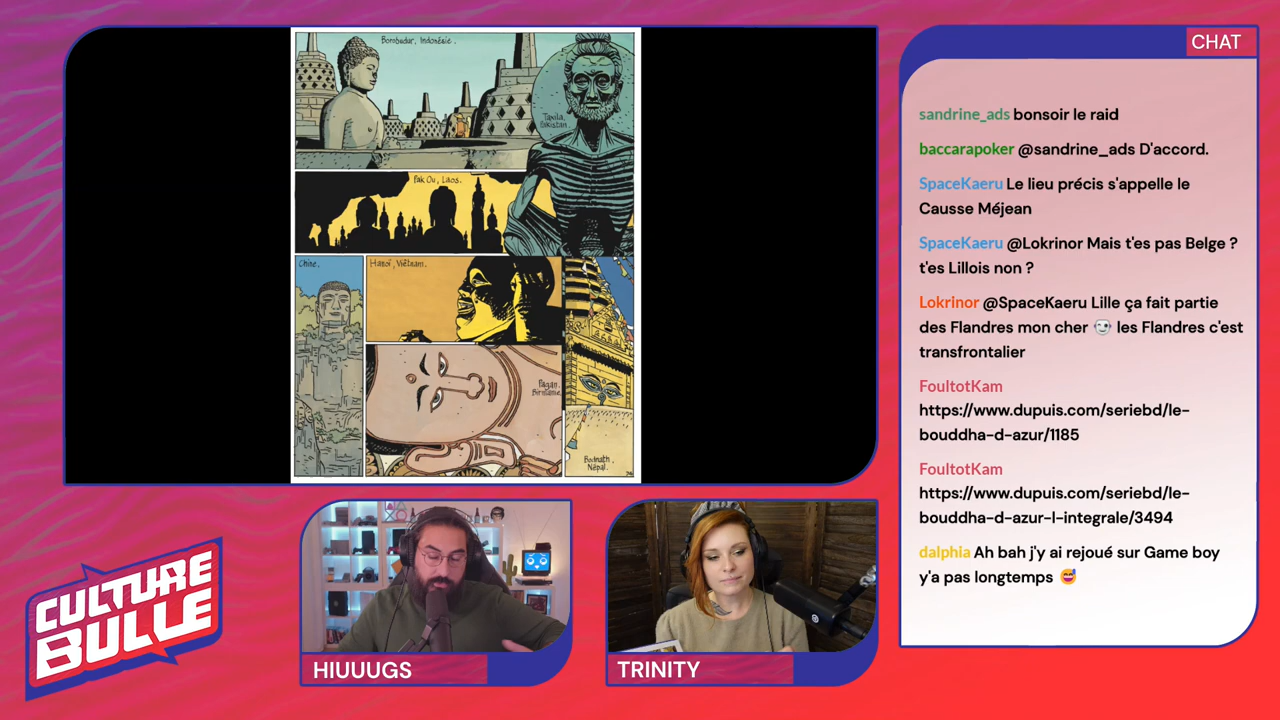 Borobudur, Indonésie.
Taxila,
Pakistan.
Pak Ou, Laos.
Chine.
Hanoï, Viêtnam.
Pagan.
Birmanie.
Bodnath,
Népal.
CHAT
sandrine_ads bonsoir le raid
baccarapoker @sandrine_ads D'accord.
SpaceKaeru Le lieu précis s'appelle le
Causse Méjean
SpaceKaeru @Lokrinor Mais t'es pas Belge ?
t'es Lillois non ?
Lokrinor @SpaceKaeru Lille ça fait partie
des Flandres mon cher les Flandres c'est
transfrontalier
FoultotKam
https://www.dupuis.com/seriebd/le-
bouddha-d-azur/1185
FoultotKam
https://www.dupuis.com/seriebd/le-
bouddha-d-azur-l-integrale/3494
dalphia Ah bah j'y ai rejoué sur Game boy
y'a pas longtemps 😅
CULTURE
BULLE
HIUUUGS
TRINITY